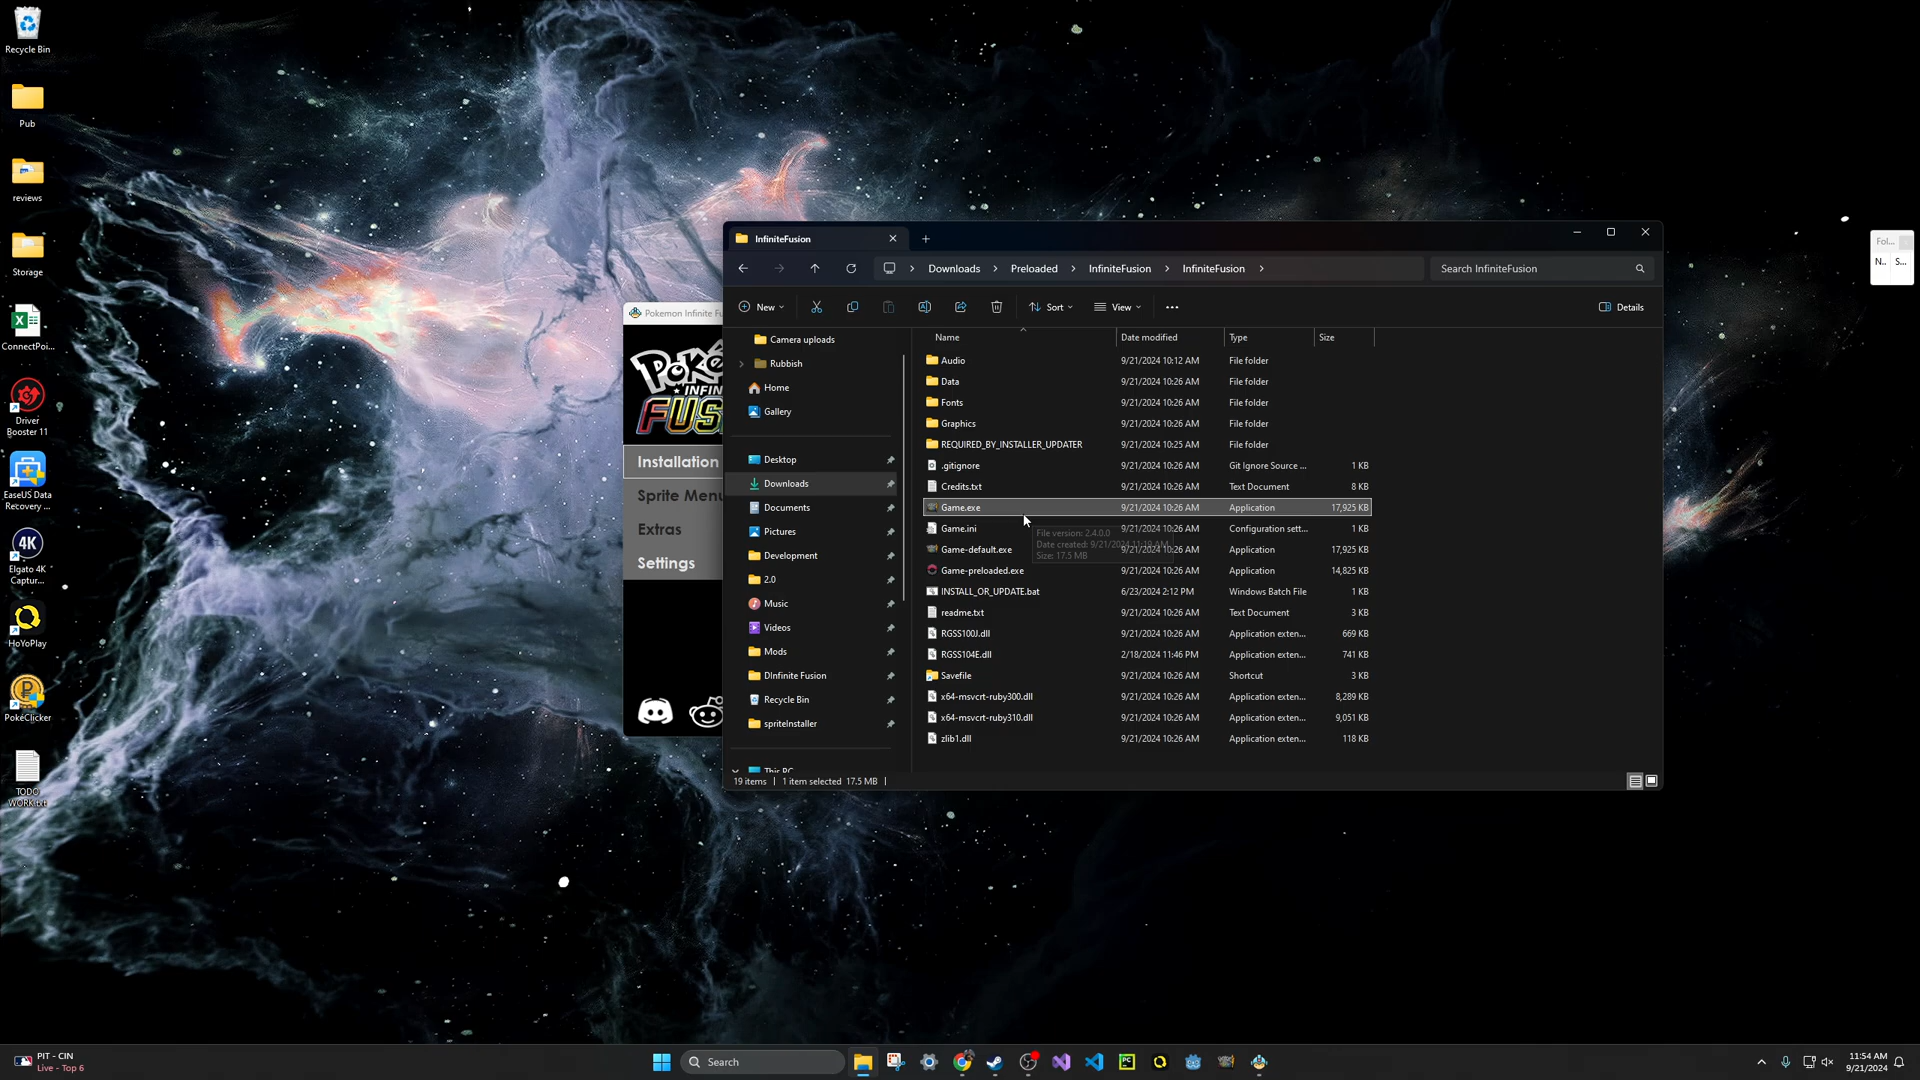 Recycle Bin
Pub
reviews
Storage
ConnectPoi...
Driver
Booster 11
EaseUS Data
Recovery ...
4K
Elgato 4K
Captur...
HoYoPlay
PokéClicker
TODO
WORK.txt
Pokemon Infinite Fu
POKé
INFIN
FUS
Installation
Sprite Menu
Extras
Settings
InfiniteFusion
Downloads
Preloaded
InfiniteFusion
InfiniteFusion
Search InfiniteFusion
New
Sort
View
Details
Camera uploads
Rubbish
Home
Gallery
Desktop
Downloads
Documents
Pictures
Development
2.0
Music
Videos
Mods
DInfinite Fusion
Recycle Bin
spriteInstaller
This PC
Name Date modified Type Size
Audio 9/21/2024 10:12 AM File folder
Data 9/21/2024 10:26 AM File folder
Fonts 9/21/2024 10:26 AM File folder
Graphics 9/21/2024 10:26 AM File folder
REQUIRED_BY_INSTALLER_UPDATER 9/21/2024 10:25 AM File folder
.gitignore 9/21/2024 10:26 AM Git Ignore Source ... 1 KB
Credits.txt 9/21/2024 10:26 AM Text Document 8 KB
Game.exe 9/21/2024 10:26 AM Application 17,925 KB
Game.ini 9/21/2024 10:26 AM Configuration sett... 1 KB
File version: 2.4.0.0
Date created: 9/21/2024 11:19 AM
Size: 17.5 MB
Game-default.exe 9/21/2024 10:26 AM Application 17,925 KB
Game-preloaded.exe 9/21/2024 10:26 AM Application 14,825 KB
INSTALL_OR_UPDATE.bat 6/23/2024 2:12 PM Windows Batch File 1 KB
readme.txt 9/21/2024 10:26 AM Text Document 3 KB
RGSS100J.dll 9/21/2024 10:26 AM Application exten... 669 KB
RGSS104E.dll 2/18/2024 11:46 PM Application exten... 741 KB
Savefile 9/21/2024 10:26 AM Shortcut 3 KB
x64-msvcrt-ruby300.dll 9/21/2024 10:26 AM Application exten... 8,289 KB
x64-msvcrt-ruby310.dll 9/21/2024 10:26 AM Application exten... 9,051 KB
zlib1.dll 9/21/2024 10:26 AM Application exten... 118 KB
19 items 1 item selected 17.5 MB
Fol...
N.. S...
PIT - CIN
Live - Top 6
Search
11:54 AM
9/21/2024